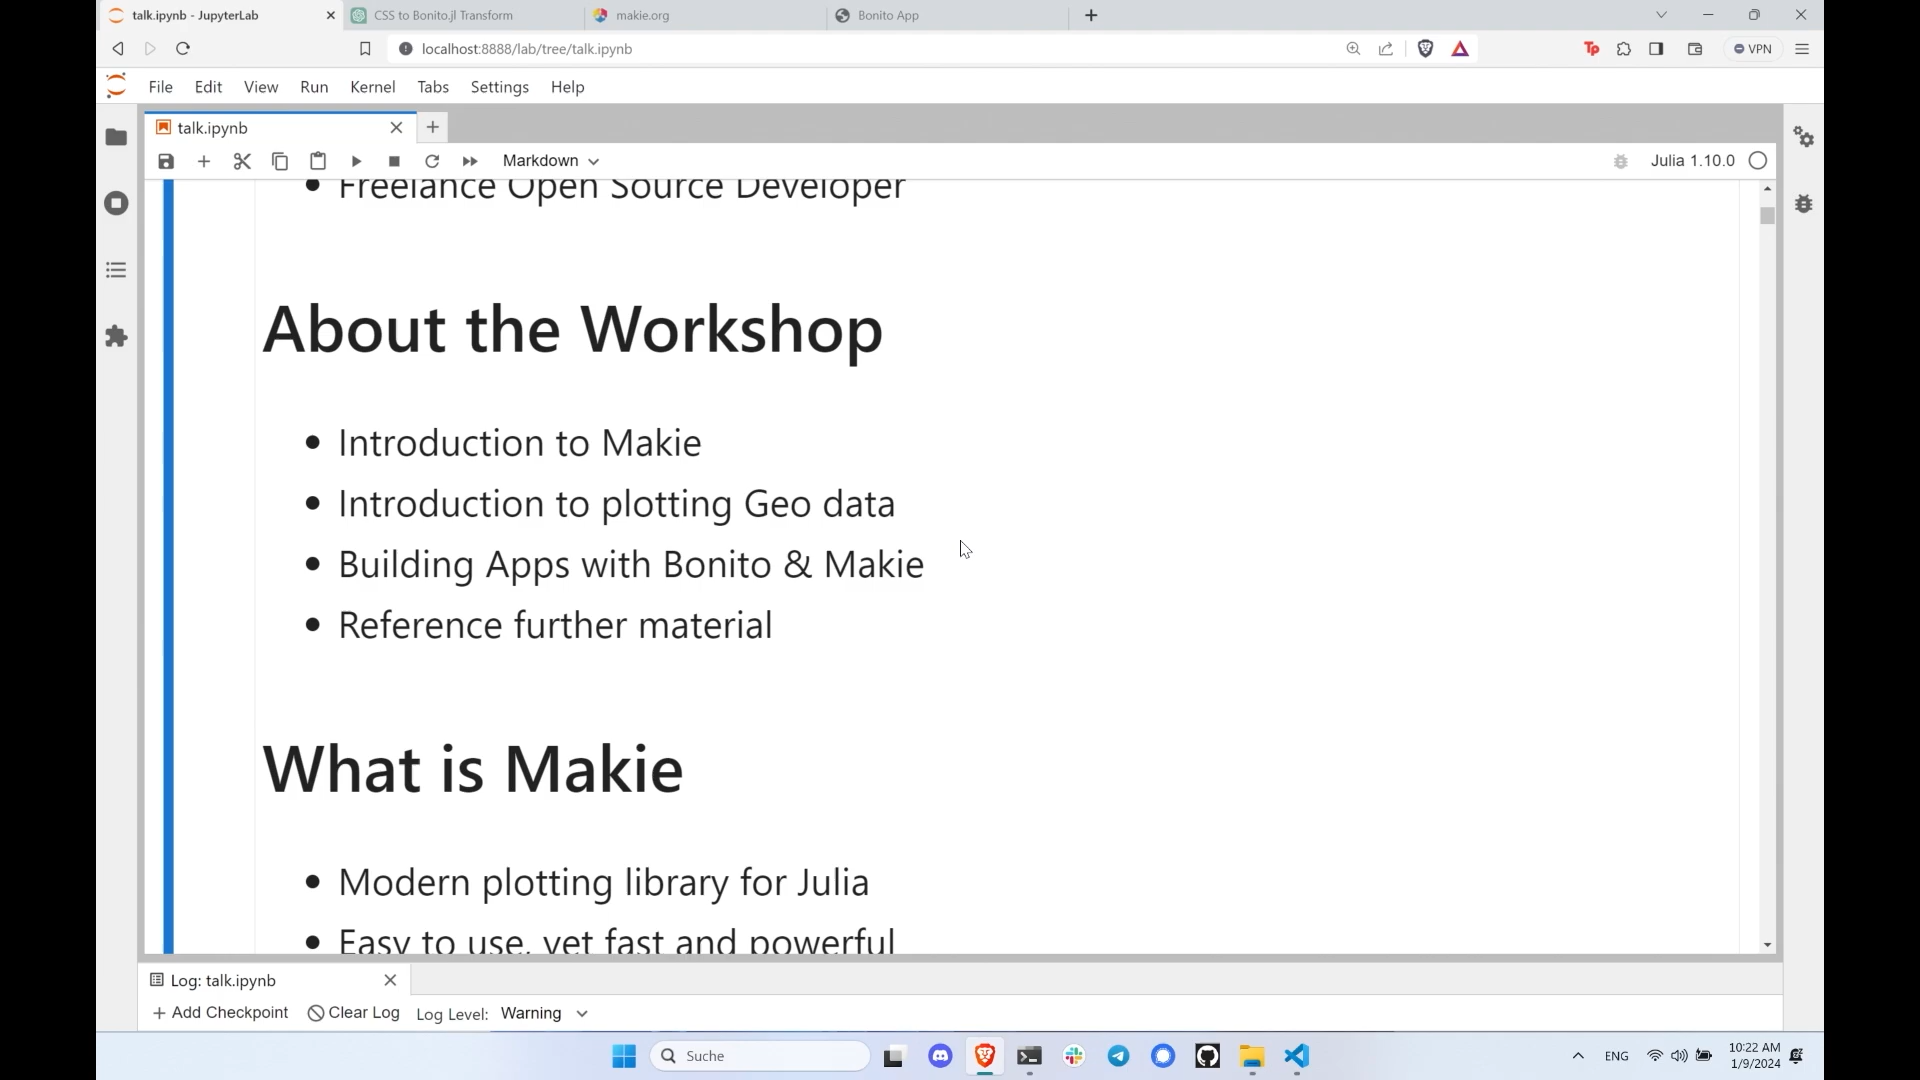 talk.ipynb - JupyterLab
CSS to Bonito.jl Transform
makie.org
Bonito App
localhost:8888/lab/tree/talk.ipynb
Tp
VPN
File Edit View Run Kernel Tabs Settings Help
talk.ipynb
Markdown
Julia 1.10.0
Freelance Open Source Developer
About the Workshop
Introduction to Makie
Introduction to plotting Geo data
Building Apps with Bonito & Makie
Reference further material
What is Makie
Modern plotting library for Julia
Easy to use, yet fast and powerful
Log: talk.ipynb
Add Checkpoint Clear Log Log Level: Warning
Suche
ENG
10:22 AM
1/9/2024